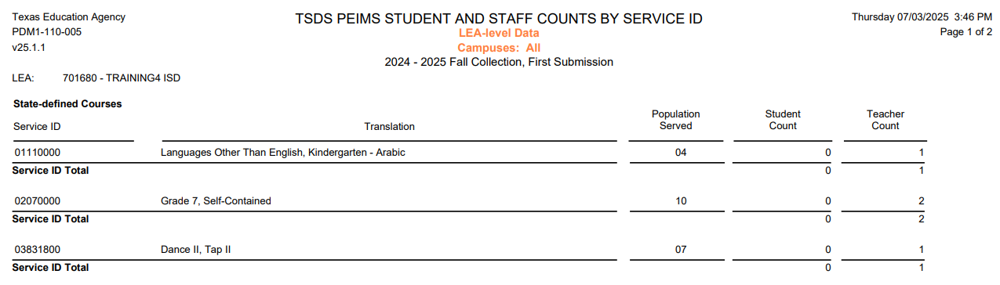 Texas Education Agency
PDM1-110-005
v25.1.1
TSDS PEIMS STUDENT AND STAFF COUNTS BY SERVICE ID
LEA-level Data
Campuses: All
2024 - 2025 Fall Collection, First Submission
Thursday 07/03/2025 3:46 PM
Page 1 of 2
LEA: 701680 - TRAINING4 ISD
State-defined Courses
Service ID Translation Population Served Student Count Teacher Count
01110000 Languages Other Than English, Kindergarten - Arabic 04 0 1
Service ID Total 0 1
02070000 Grade 7, Self-Contained 10 0 2
Service ID Total 0 2
03831800 Dance II, Tap II 07 0 1
Service ID Total 0 1